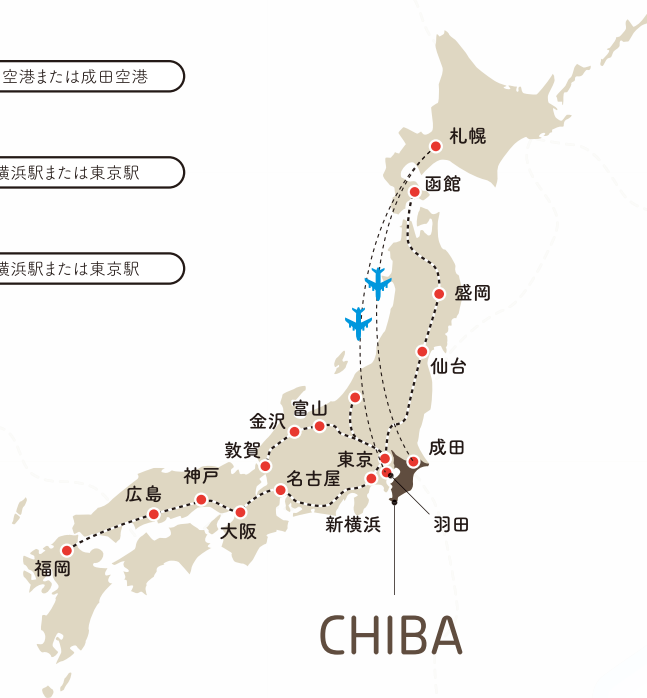 空港または成田空港
横浜駅または東京駅
横浜駅または東京駅
札幌
函館
盛岡
仙台
富山
金沢
敦賀
東京
成田
神戸
名古屋
広島
大阪
新横浜
羽田
福岡
CHIBA